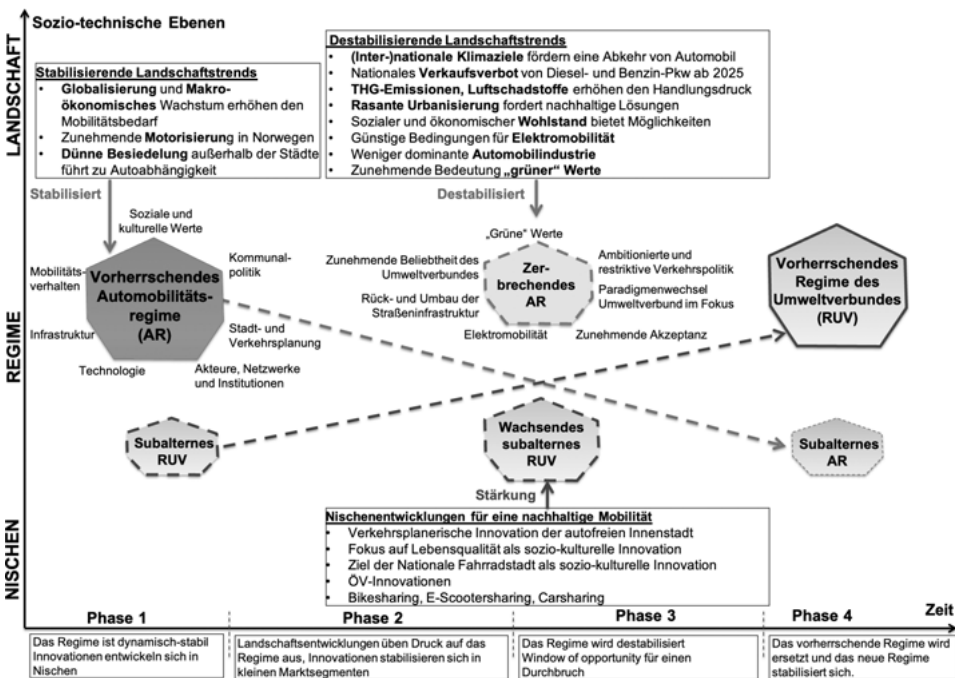 Sozio-technische Ebenen
LANDSCHAFT
Stabilisierende Landschaftstrends
• Globalisierung und Makro-
ökonomisches Wachstum erhöhen den
Mobilitätsbedarf
• Zunehmende Motorisierung in Norwegen
• Dünne Besiedelung außerhalb der Städte
führt zu Autoabhängigkeit
Destabilisierende Landschaftstrends
• (Inter-)nationale Klimaziele fördern eine Abkehr von Automobil
• Nationales Verkaufsverbot von Diesel- und Benzin-Pkw ab 2025
• THG-Emissionen, Luftschadstoffe erhöhen den Handlungsdruck
• Rasante Urbanisierung fordert nachhaltige Lösungen
• Sozialer und ökonomischer Wohlstand bietet Möglichkeiten
• Günstige Bedingungen für Elektromobilität
• Weniger dominante Automobilindustrie
• Zunehmende Bedeutung „grüner" Werte
Stabilisiert
Destabilisiert
REGIME
Soziale und
kulturelle Werte
Mobilitäts-
verhalten
Kommunal-
politik
Vorherrschendes
Automobilitäts-
regime
(AR)
Infrastruktur
Stadt- und
Verkehrsplanung
Technologie
Akteure, Netzwerke
und Institutionen
„Grüne" Werte
Zunehmende Beliebtheit des
Umweltverbundes
Rück- und Umbau der
Straßeninfrastruktur
Zer-
brechendes
AR
Ambitionierte und
restriktive Verkehrspolitik
Paradigmenwechsel
Umweltverbund im Fokus
Elektromobilität
Zunehmende Akzeptanz
Vorherrschendes
Regime des
Umweltverbundes
(RUV)
Subalternes
RUV
Wachsendes
subalternes
RUV
Subalternes
AR
Stärkung
NISCHEN
Nischenentwicklungen für eine nachhaltige Mobilität
• Verkehrsplanerische Innovation der autofreien Innenstadt
• Fokus auf Lebensqualität als sozio-kulturelle Innovation
• Ziel der Nationale Fahrradstadt als sozio-kulturelle Innovation
• ÖV-Innovationen
• Bikesharing, E-Scootersharing, Carsharing
Phase 1
Phase 2
Phase 3
Phase 4
Zeit
Das Regime ist dynamisch-stabil
Innovationen entwickeln sich in
Nischen
Landschaftsentwicklungen üben Druck auf das
Regime aus, Innovationen stabilisieren sich in
kleinen Marktsegmenten
Das Regime wird destabilisiert
Window of opportunity für einen
Durchbruch
Das vorherrschende Regime wird
ersetzt und das neue Regime
stabilisiert sich.